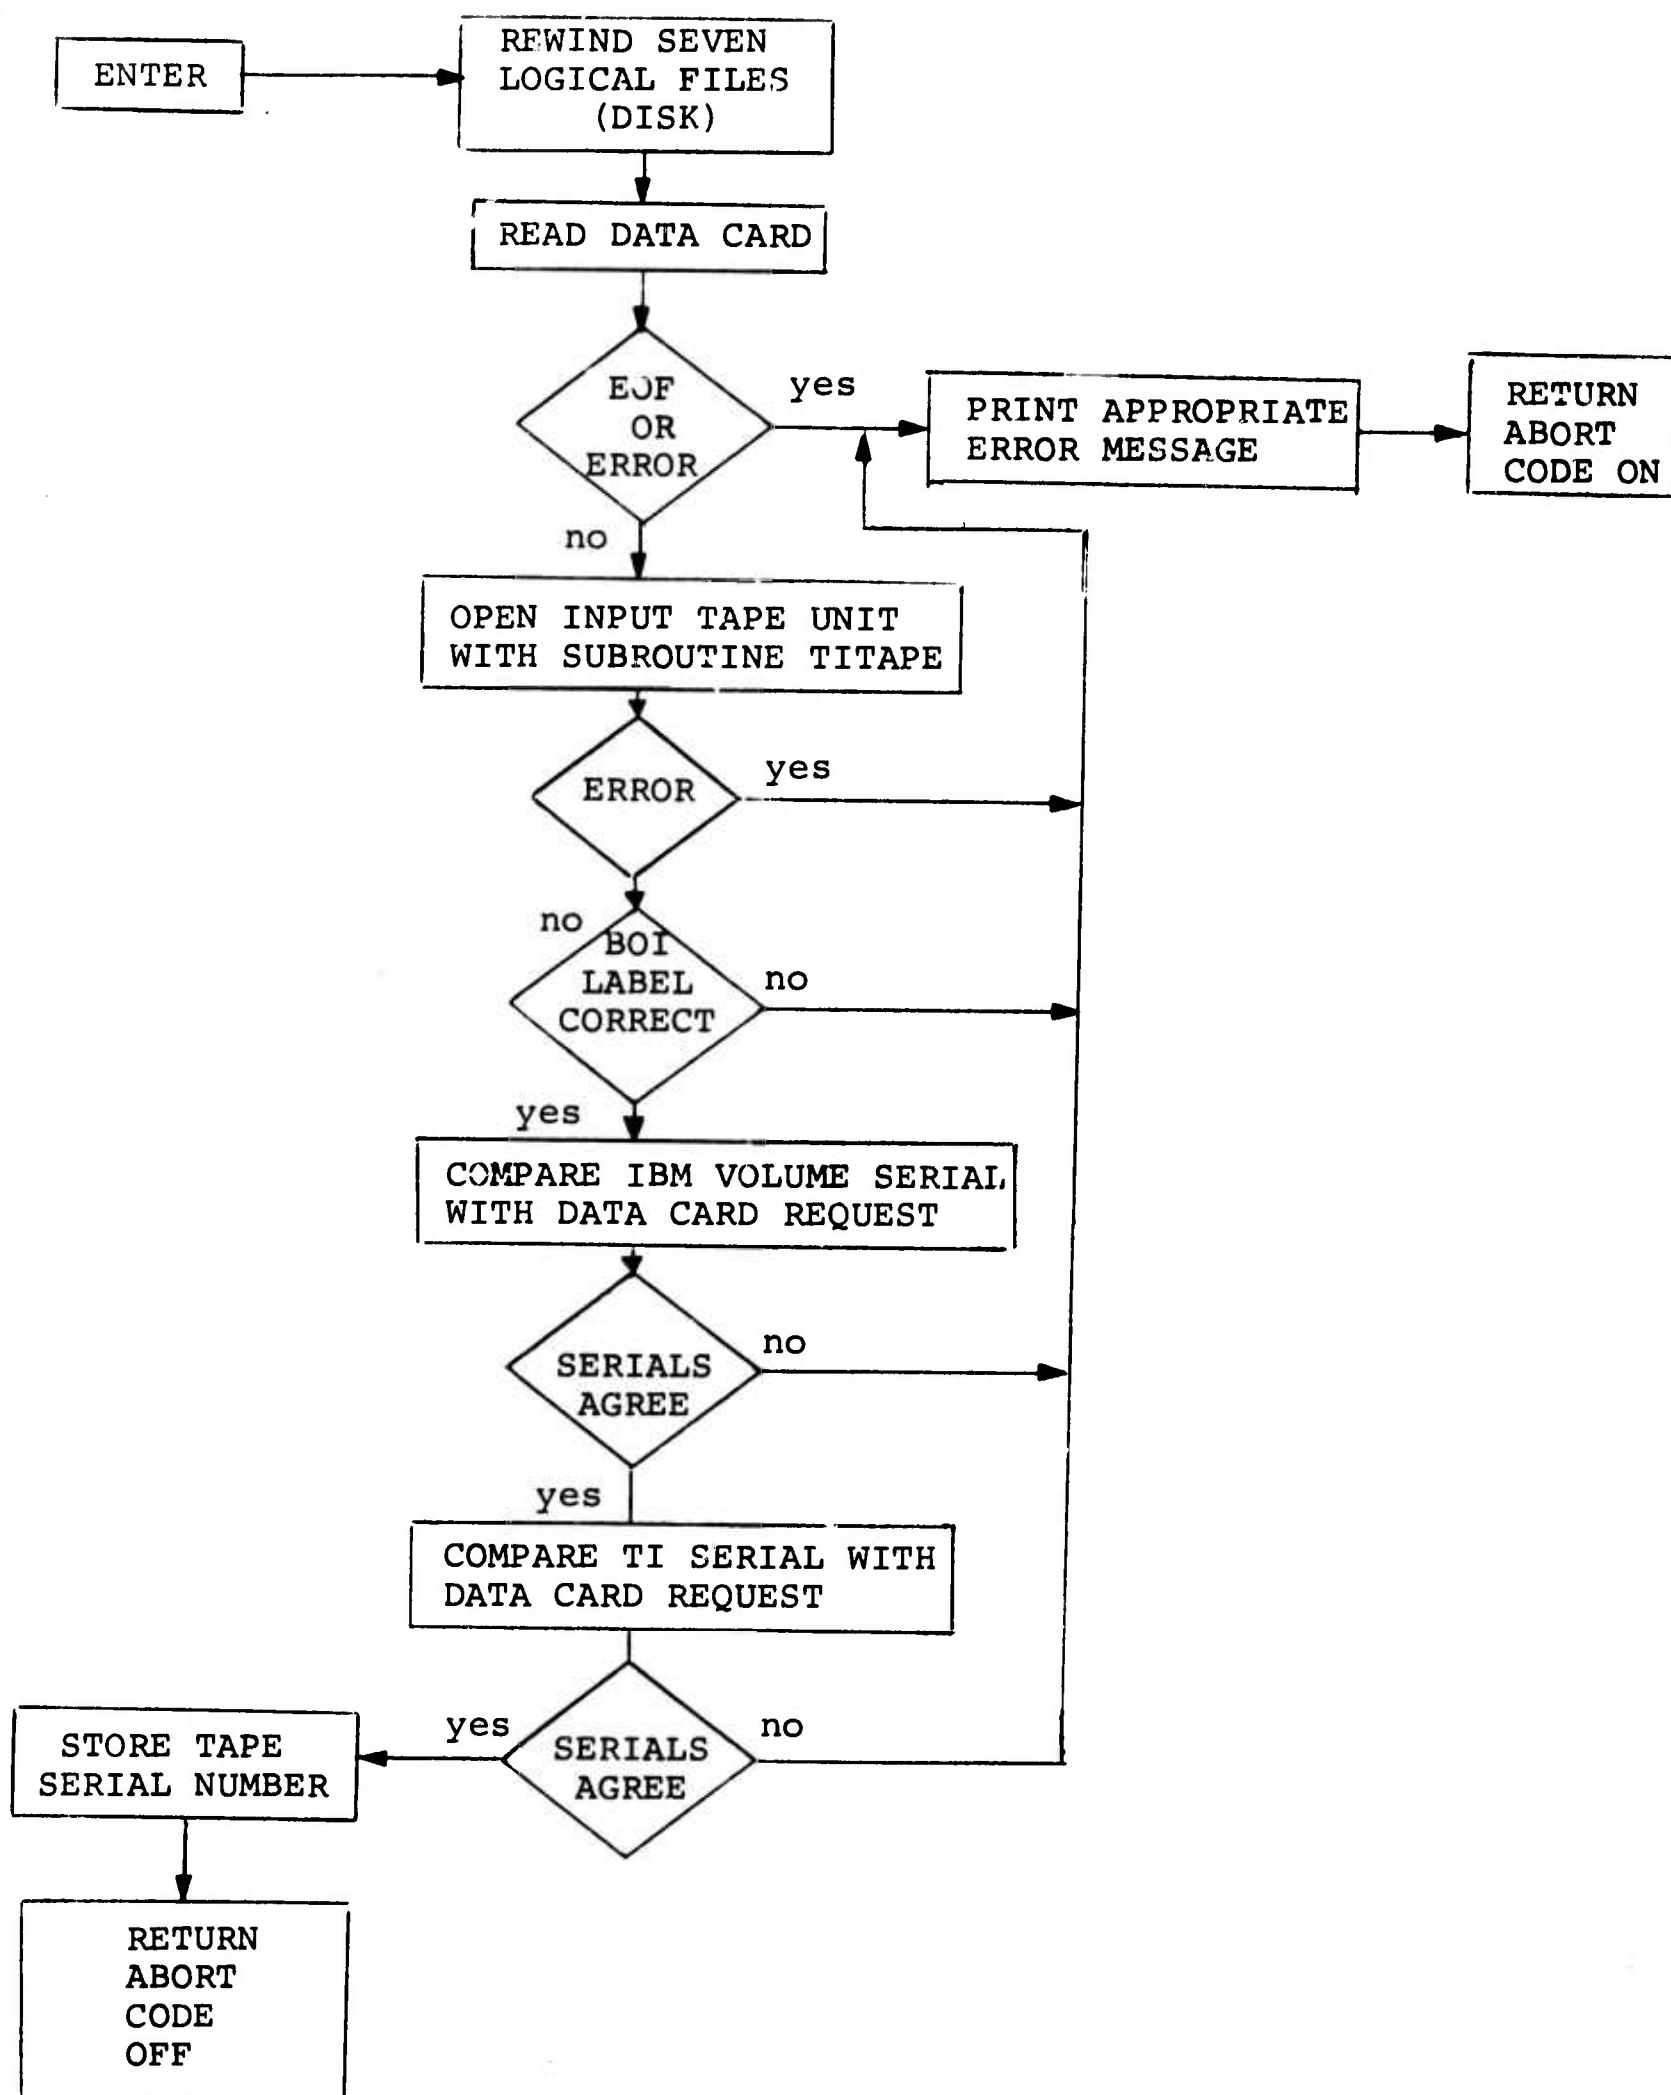 ENTER
REWIND SEVEN
LOGICAL FILES
(DISK)
READ DATA CARD
EOF
OR
ERROR
yes
PRINT APPROPRIATE
ERROR MESSAGE
RETURN
ABORT
CODE ON
no
OPEN INPUT TAPE UNIT
WITH SUBROUTINE TITAPE
ERROR
yes
no
BOI
LABEL
CORRECT
no
yes
COMPARE IBM VOLUME SERIAL
WITH DATA CARD REQUEST
SERIALS
AGREE
no
yes
COMPARE TI SERIAL WITH
DATA CARD REQUEST
SERIALS
AGREE
yes
no
STORE TAPE
SERIAL NUMBER
RETURN
ABORT
CODE
OFF